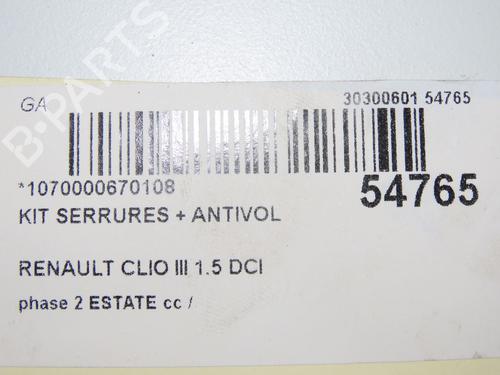 B-PARTS
GA
30300601 54765
*1070000670108
54765
KIT SERRURES + ANTIVOL
RENAULT CLIO III 1.5 DCI
phase 2 ESTATE cc /